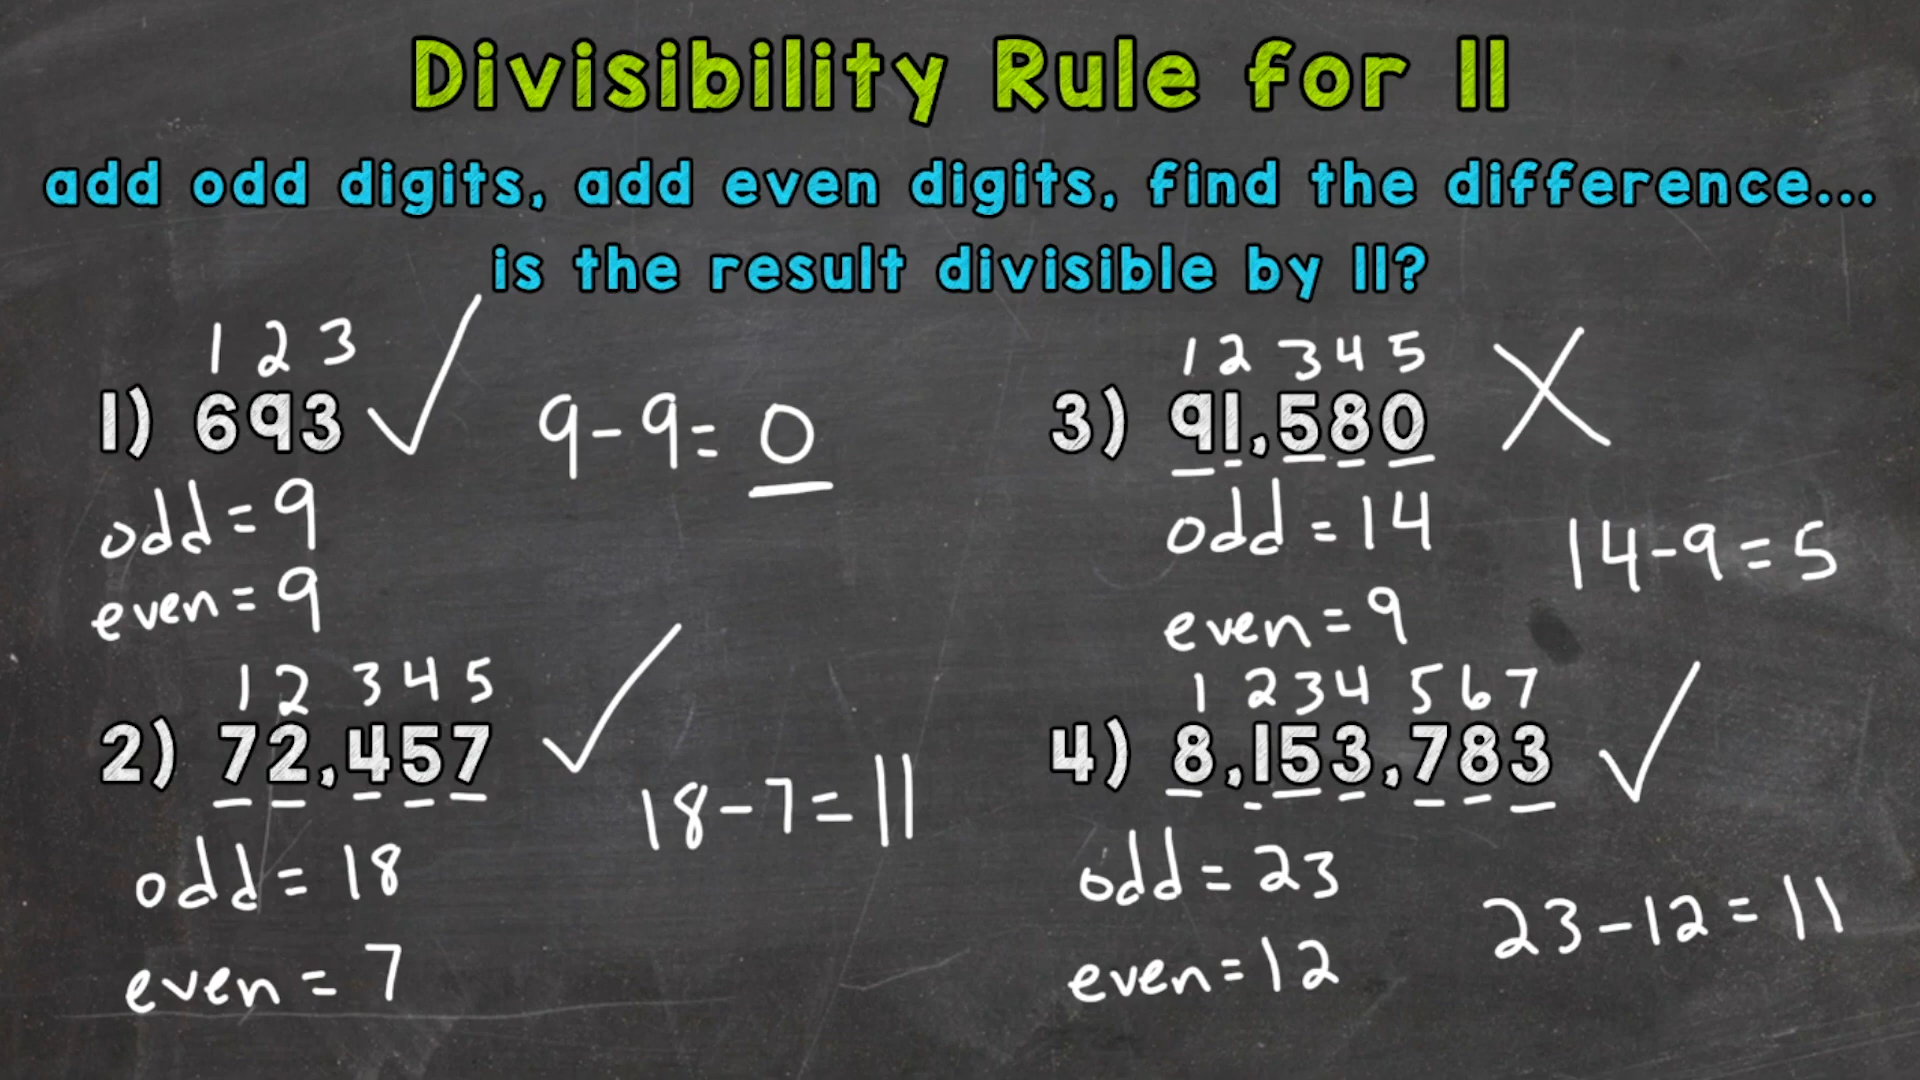 Divisibility Rule for 11
add odd digits, add even digits, find the difference...
is the result divisible by 11?
1 2 3
1) 693
9-9=0
odd=9
even=9
1 2 3 4 5
2) 72,457
18-7=11
odd=18
even=7
1 2 3 4 5
3) 91,580
odd=14
14-9=5
even=9
1 2 3 4 5 6 7
4) 8,153,783
odd=23
23-12=11
even=12